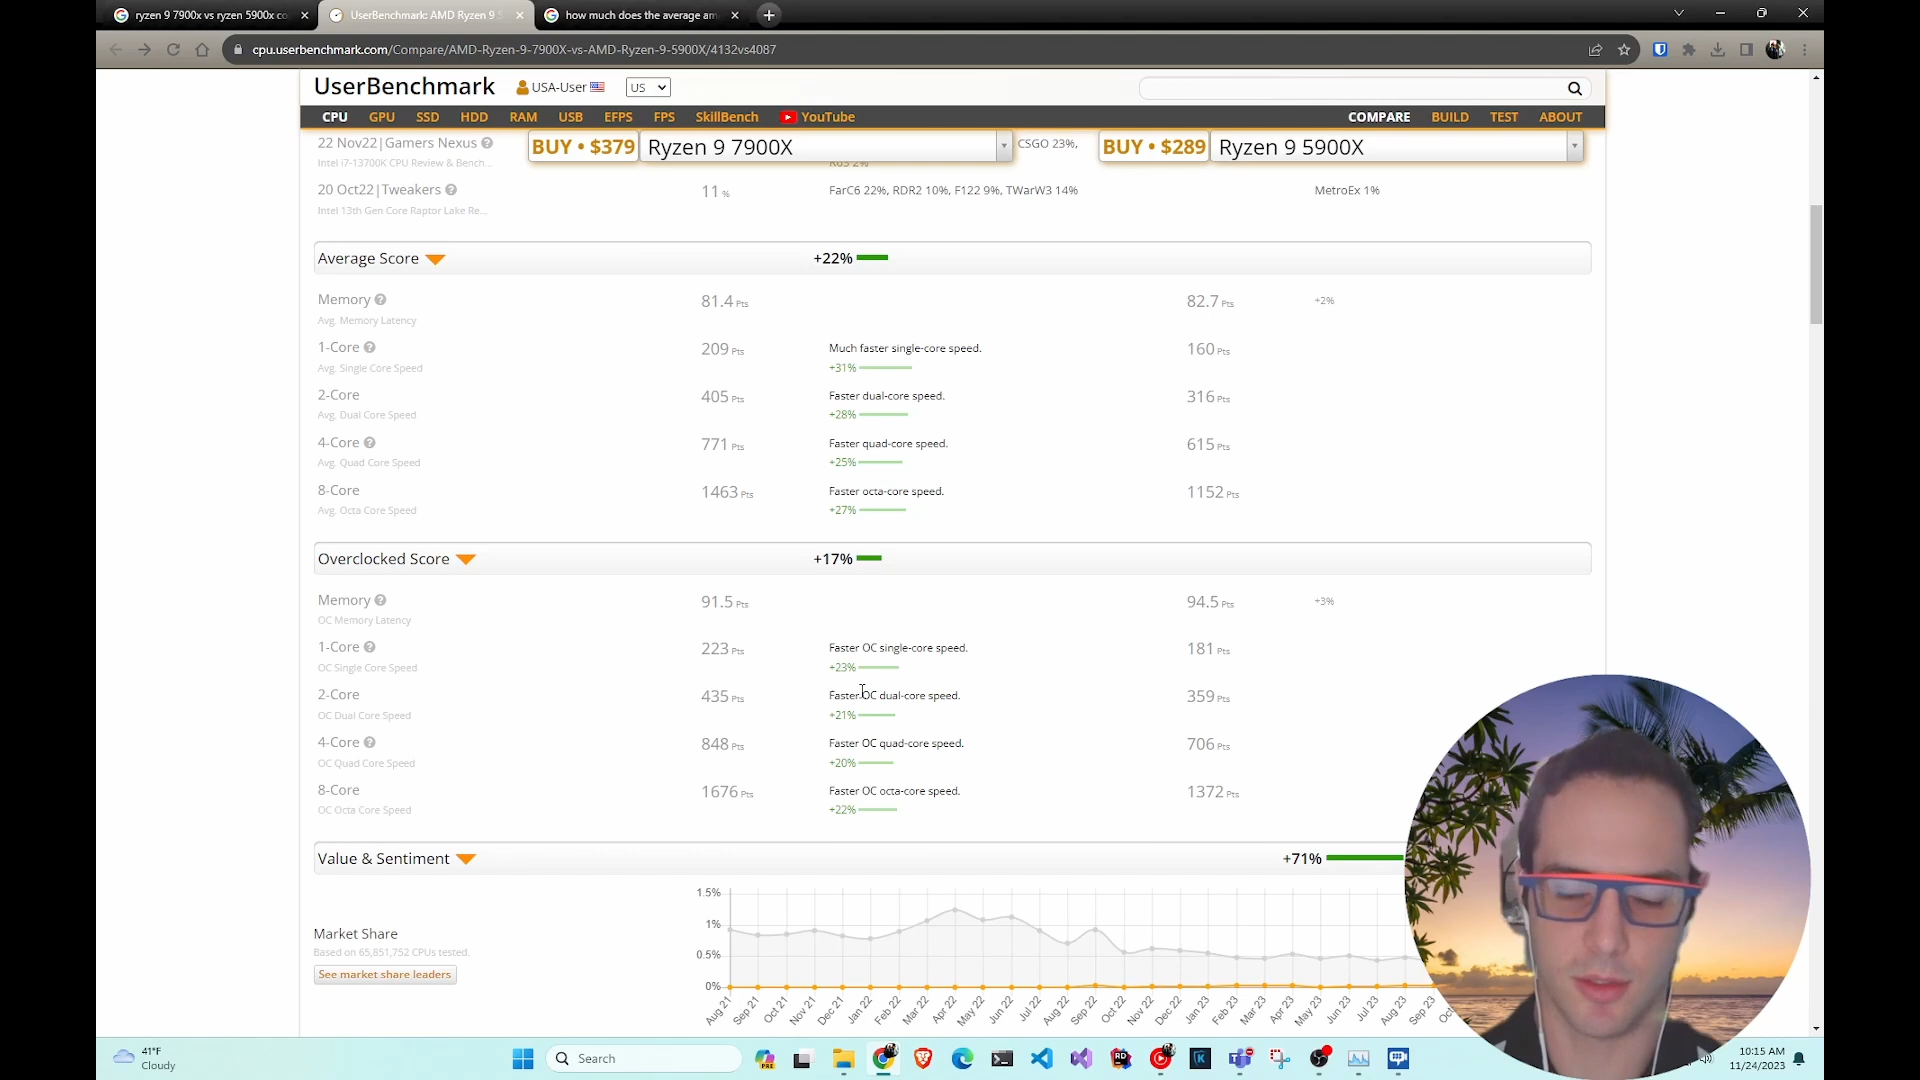 ryzen 9 7900x vs ryzen 5900x co
UserBenchmark: AMD Ryzen 9 5
how much does the average am
cpu.userbenchmark.com/Compare/AMD-Ryzen-9-7900X-vs-AMD-Ryzen-9-5900X/4132vs4087
UserBenchmark USA-User US
CPU GPU SSD HDD RAM USB EFPS FPS SkillBench YouTube COMPARE BUILD TEST ABOUT
22 Nov22|Gamers Nexus BUY • $379 Ryzen 9 7900X CSGO 23%, BUY • $289 Ryzen 9 5900X
Intel i7-13700K CPU Review & Bench...
20 Oct22|Tweakers 11 % FarC6 22%, RDR2 10%, F122 9%, TWarW3 14% MetroEx 1%
Intel 13th Gen Core Raptor Lake Re...
Average Score +22%
Memory 81.4 Pts 82.7 Pts +2%
Avg. Memory Latency
1-Core 209 Pts Much faster single-core speed. 160 Pts
Avg. Single Core Speed +31%
2-Core 405 Pts Faster dual-core speed. 316 Pts
Avg. Dual Core Speed +28%
4-Core 771 Pts Faster quad-core speed. 615 Pts
Avg. Quad Core Speed +25%
8-Core 1463 Pts Faster octa-core speed. 1152 Pts
Avg. Octa Core Speed +27%
Overclocked Score +17%
Memory 91.5 Pts 94.5 Pts +3%
OC Memory Latency
1-Core 223 Pts Faster OC single-core speed. 181 Pts
OC Single Core Speed +23%
2-Core 435 Pts Faster OC dual-core speed. 359 Pts
OC Dual Core Speed +21%
4-Core 848 Pts Faster OC quad-core speed. 706 Pts
OC Quad Core Speed +20%
8-Core 1676 Pts Faster OC octa-core speed. 1372 Pts
OC Octa Core Speed +22%
Value & Sentiment +71%
1.5%
1%
0.5%
0%
Market Share
Based on 65,851,752 CPUs tested.
See market share leaders
Aug 21 Sep 21 Oct 21 Nov 21 Dec 21 Jan 22 Feb 22 Mar 22 Apr 22 May 22 Jun 22 Jul 22 Aug 22 Sep 22 Oct 22 Nov 22 Dec 22 Jan 23 Feb 23 Mar 23 Apr 23 May 23 Jun 23 Jul 23 Aug 23 Sep 23
41°F
Cloudy
Search
10:15 AM
11/24/2023